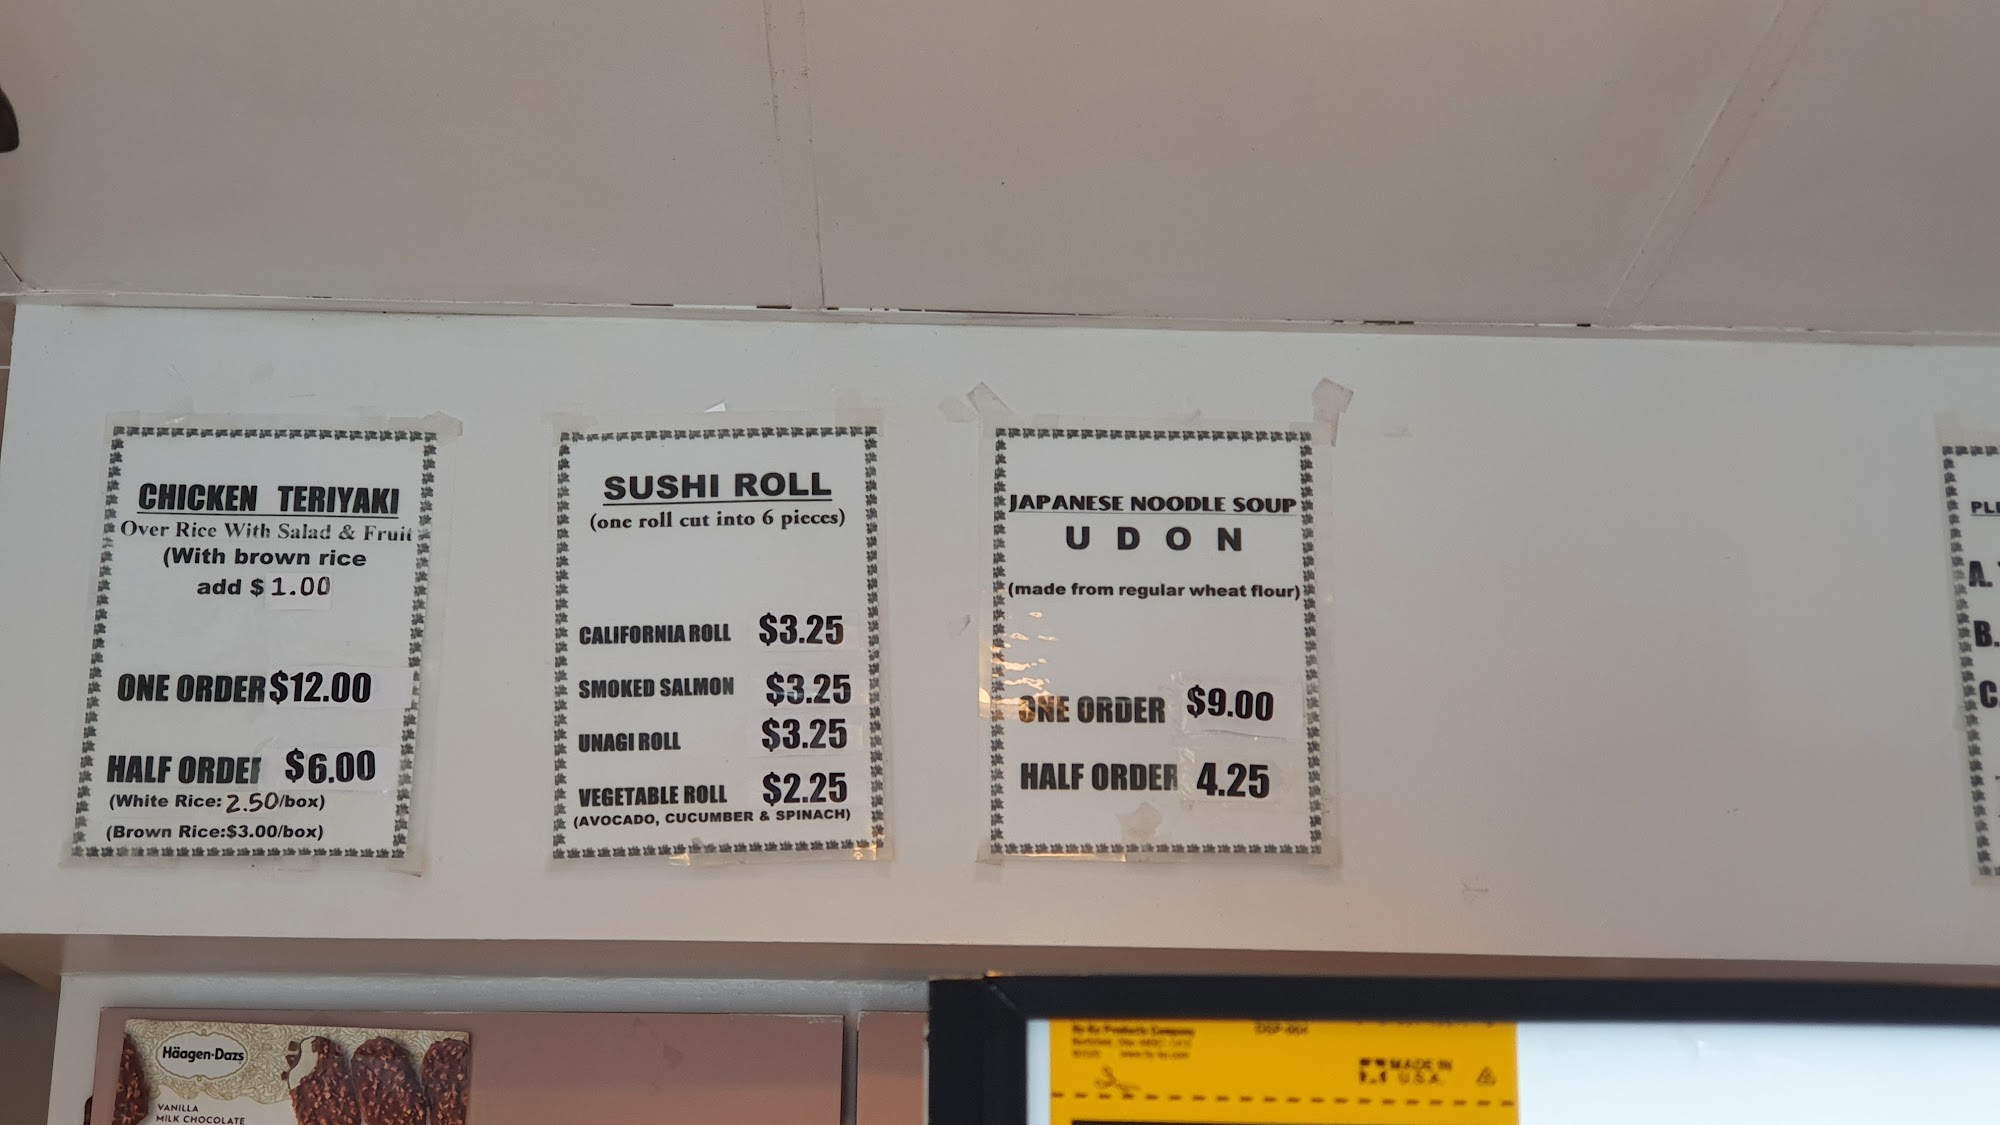 CHICKEN TERIYAKI
Over Rice With Salad & Fruit
(With brown rice
add $1.00
ONE ORDER $12.00
HALF ORDER $6.00
(White Rice: 2.50/box)
(Brown Rice:$3.00/box)
SUSHI ROLL
(one roll cut into 6 pieces)
CALIFORNIA ROLL $3.25
SMOKED SALMON $3.25
UNAGI ROLL $3.25
VEGETABLE ROLL $2.25
(AVOCADO, CUCUMBER & SPINACH)
JAPANESE NOODLE SOUP
UDON
(made from regular wheat flour)
ONE ORDER $9.00
HALF ORDER 4.25
PL
A.
B.
C
Häagen-Dazs
VANILLA
MILK CHOCOLATE
Products Company
MADE IN
U.S.A.